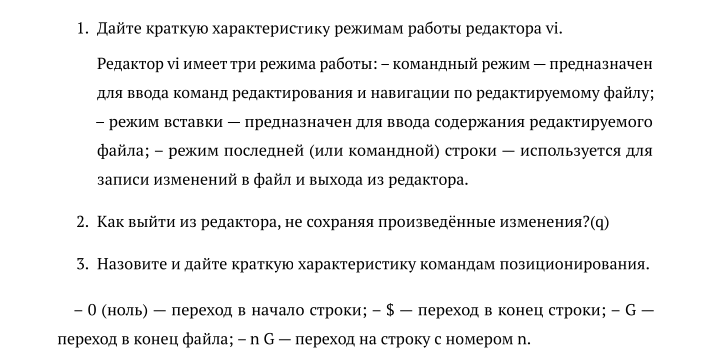 1. Дайте краткую характеристику режимам работы редактора vi.
Редактор vi имеет три режима работы: – командный режим — предназначен
для ввода команд редактирования и навигации по редактируемому файлу;
– режим вставки — предназначен для ввода содержания редактируемого
файла; – режим последней (или командной) строки — используется для
записи изменений в файл и выхода из редактора.
2. Как выйти из редактора, не сохраняя произведённые изменения?(q)
3. Назовите и дайте краткую характеристику командам позиционирования.
– 0 (ноль) — переход в начало строки; – $ — переход в конец строки; – G —
переход в конец файла; – n G — переход на строку с номером n.